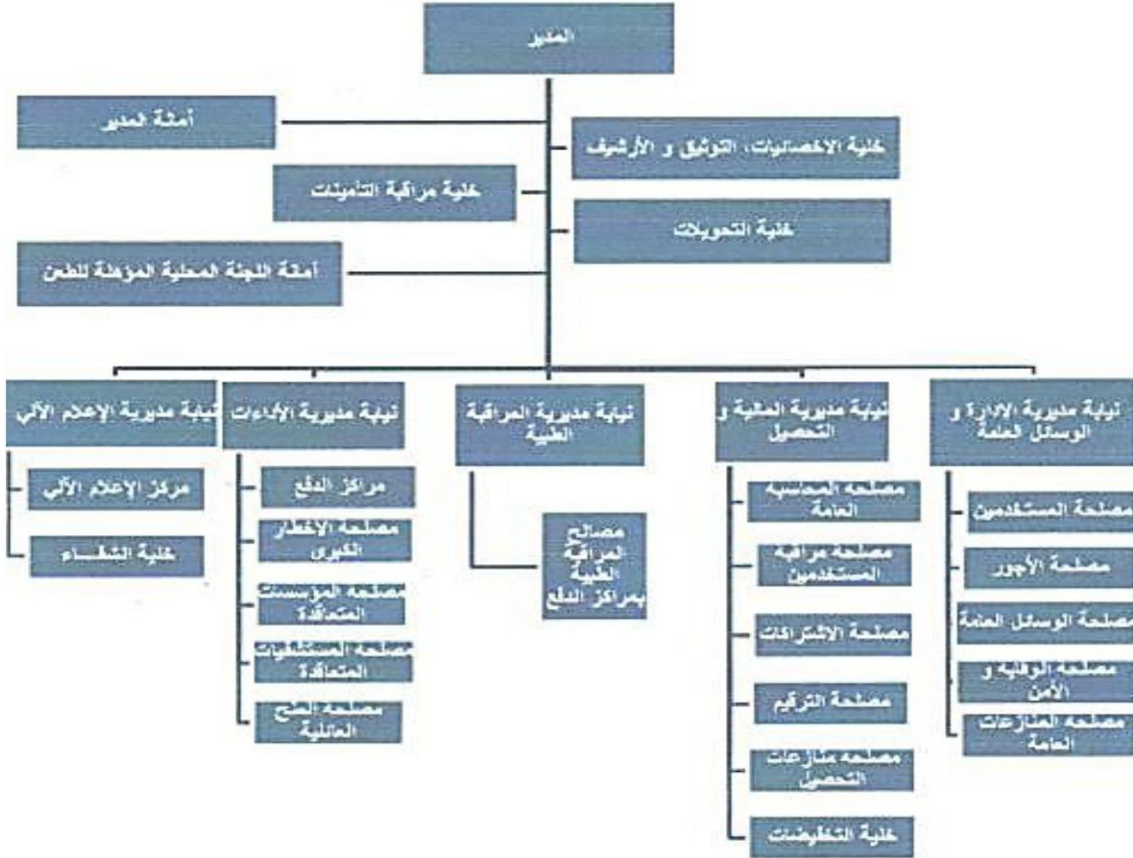 المدير
أمانة المدير
خلية الاحصائيات، التوثيق و الأرشيف
خلية مراقبة التأمينات
خلية التحويلات
أمانة اللجنة المحلية المؤهلة للطعن
نيابة مديرية الادارة و
الوسائل العامة
مصلحة المستخدمين
مصلحة الأجور
مصلحة الوسائل العامة
مصلحة الوقاية و
الأمن
مصلحة المنازعات
العامة
نيابة مديرية المالية و
التحصيل
مصلحة المحاسبة
العامة
مصلحة مراقبة
المستخدمين
مصلحة الاشتراكات
مصلحة الترقيم
مصلحة منازعات
التحصيل
خلية التخفيضات
نيابة مديرية المراقبة
الطبية
مصالح
المراقبة
الطبية
بمراكز الدفع
نيابة مديرية الأداءات
مراكز الدفع
مصلحة الاخطار
الكبرى
مصلحة المؤسسات
المتعاقدة
مصلحة المستشفيات
المتعاقدة
مصلحة المنح
العائلية
نيابة مديرية الإعلام الآلي
مركز الإعلام الآلي
خلية الشفـــاء